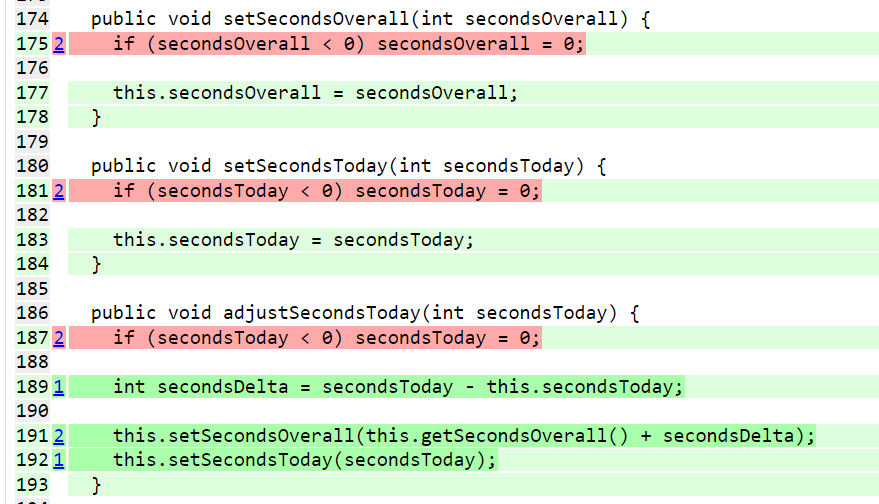 174 public void setSecondsOverall(int secondsOverall) {
175 2 if (secondsOverall < 0) secondsOverall = 0;
176
177 this.secondsOverall = secondsOverall;
178 }
179
180 public void setSecondsToday(int secondsToday) {
181 2 if (secondsToday < 0) secondsToday = 0;
182
183 this.secondsToday = secondsToday;
184 }
185
186 public void adjustSecondsToday(int secondsToday) {
187 2 if (secondsToday < 0) secondsToday = 0;
188
189 1 int secondsDelta = secondsToday - this.secondsToday;
190
191 2 this.setSecondsOverall(this.getSecondsOverall() + secondsDelta);
192 1 this.setSecondsToday(secondsToday);
193 }